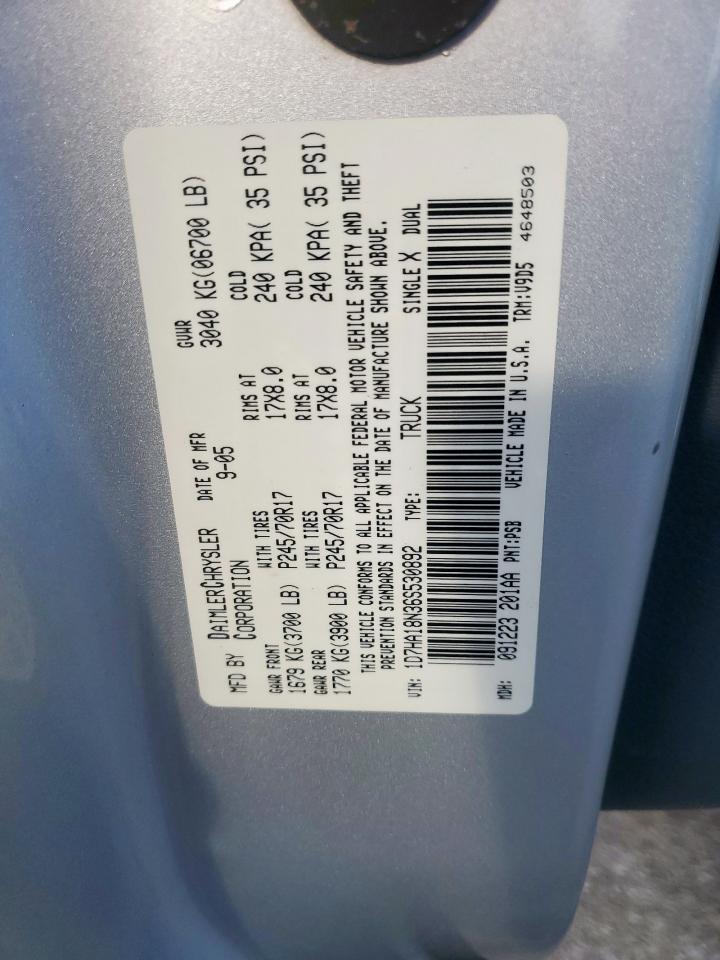 MFD BY DAIMLERCHRYSLER CORPORATION
DATE OF MFR 9-05
GVWR 3040 KG(06700 LB)
GAWR FRONT WITH TIRES RIMS AT COLD
1679 KG(3700 LB) P245/70R17 17X8.0 240 KPA( 35 PSI)
GAWR REAR WITH TIRES RIMS AT COLD
1770 KG(3900 LB) P245/70R17 17X8.0 240 KPA( 35 PSI)
THIS VEHICLE CONFORMS TO ALL APPLICABLE FEDERAL MOTOR VEHICLE SAFETY AND THEFT
PREVENTION STANDARDS IN EFFECT ON THE DATE OF MANUFACTURE SHOWN ABOVE.
VIN: 1D7HA18N36S530892 TYPE: TRUCK SINGLE X DUAL
MDH: 091223 201AA PNT:PSB VEHICLE MADE IN U.S.A. TRM:V9D5 4648503